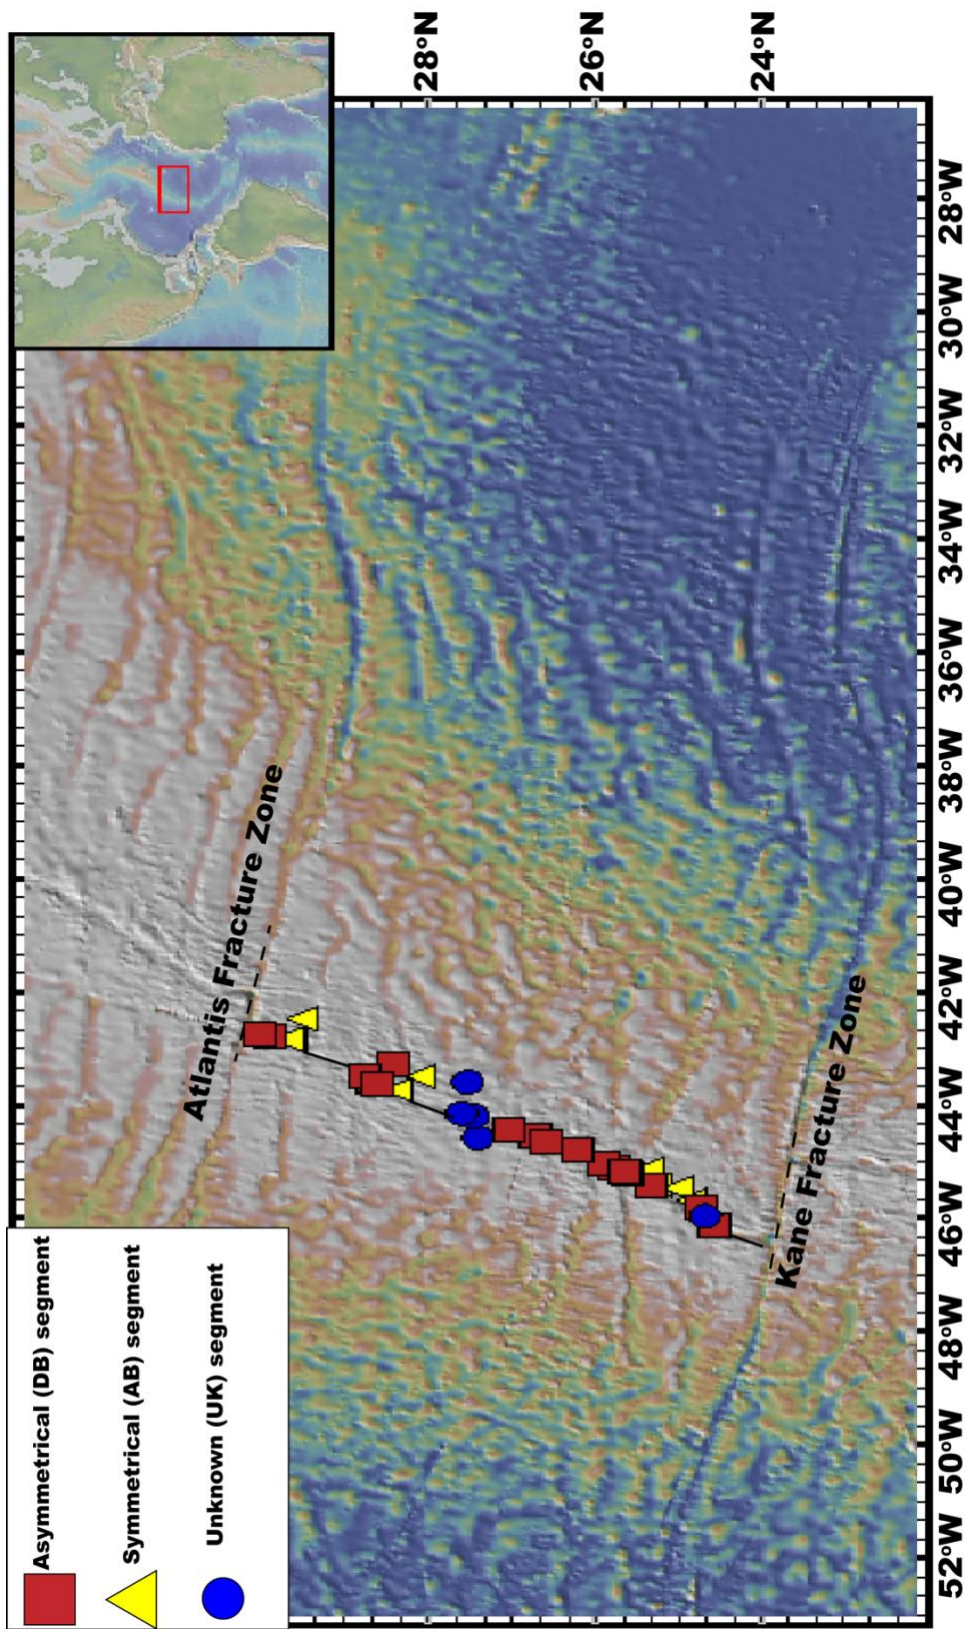 Asymmetrical (DB) segment
Symmetrical (AB) segment
Unknown (UK) segment
Atlantis Fracture Zone
Kane Fracture Zone
28°N
26°N
24°N
52°W
50°W
48°W
46°W
44°W
42°W
40°W
38°W
36°W
34°W
32°W
30°W
28°W